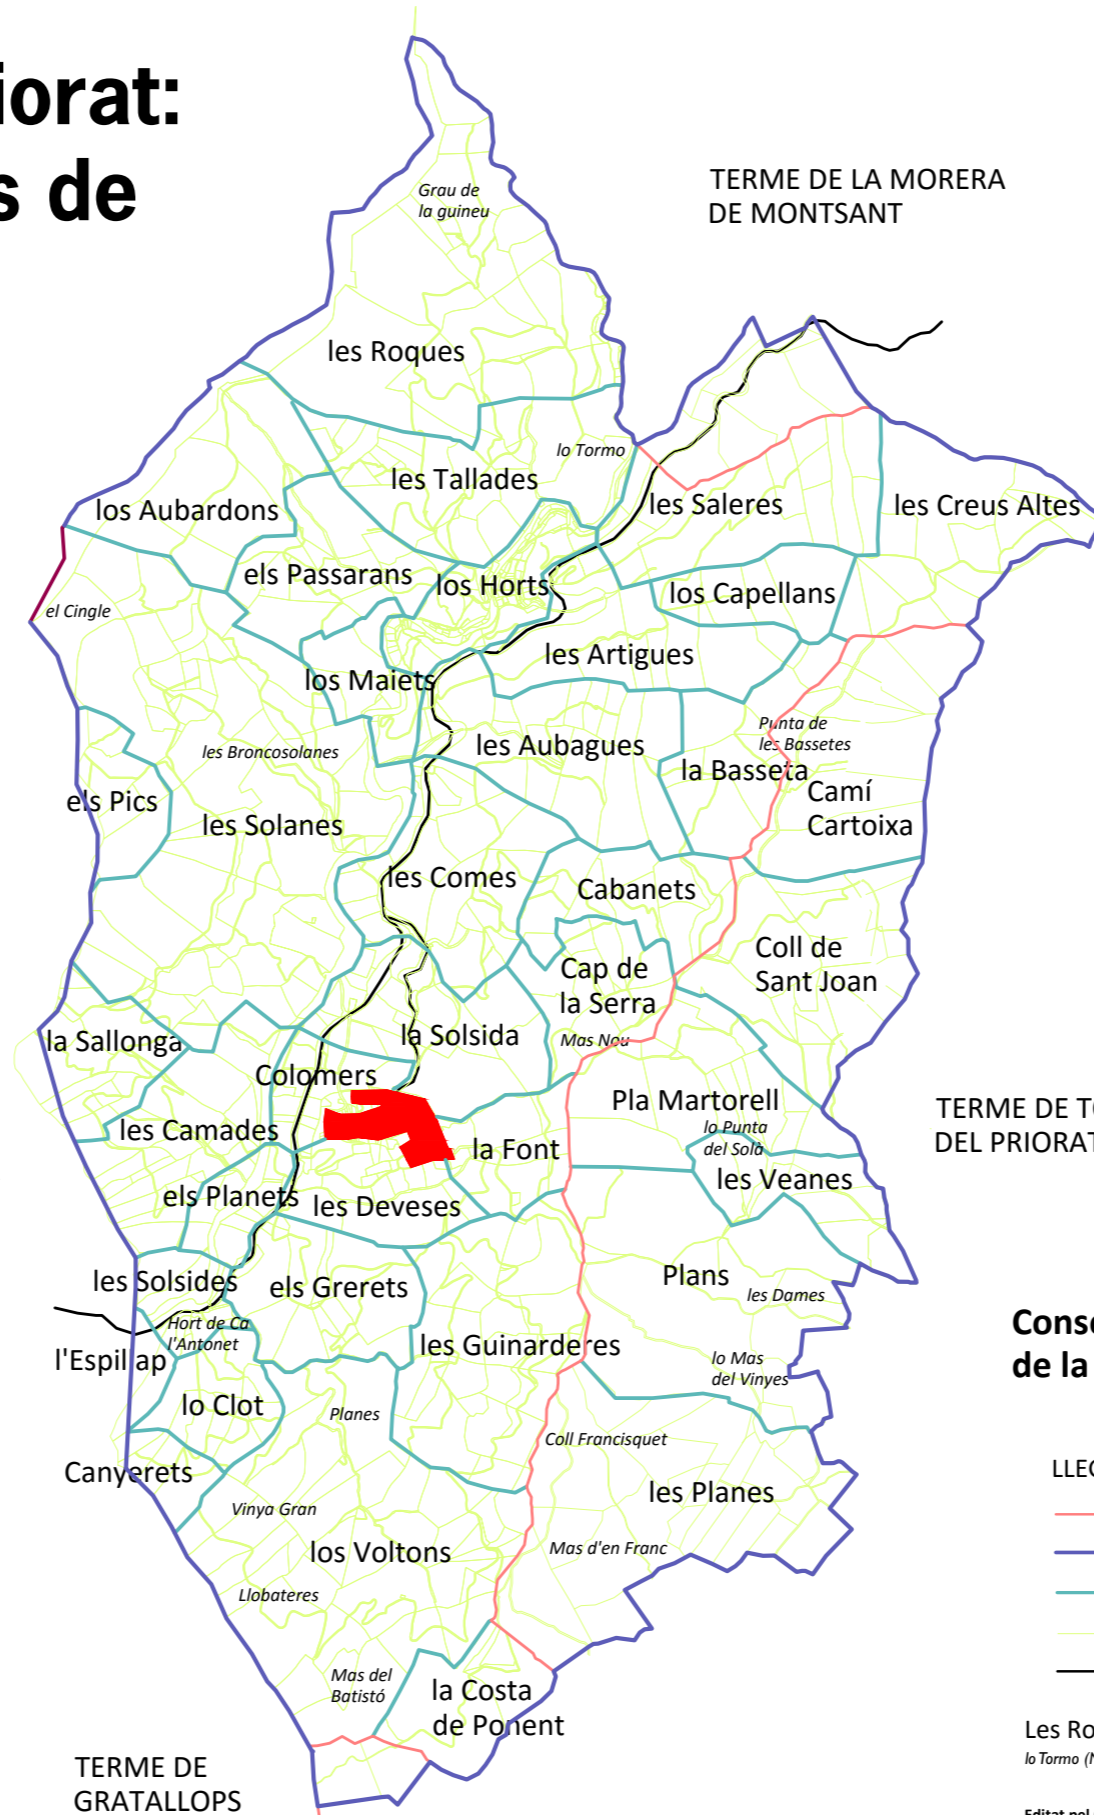 iorat:
s de
Grau de
la guineu
TERME DE LA MORERA
DE MONTSANT
les Roques
lo Tormo
les Tallades
los Aubardons
les Saleres
les Creus Altes
els Passarans
los Horts
los Capellans
el Cingle
les Artigues
los Maiets
Punta de
les Bassetes
les Broncosolanes
les Aubagues
la Basseta
els Pics
Camí
Cartoixa
les Solanes
les Comes
Cabanets
Coll de
Sant Joan
Cap de
la Serra
la Sallonga
la Solsida
Mas Nou
Colomers
Pla Martorell
TERME DE TO
DEL PRIORAT
les Camades
lo Punta
del Solà
la Font
les Veanes
els Planets
les Deveses
les Solsides
els Grerets
Plans
les Dames
Hort de Ca
l'Antonet
Conse
de la
l'Espillap
les Guinarderes
lo Mas
del Vinyes
lo Clot
Planes
Coll Francisquet
Canyerets
LLEG
les Planes
Vinya Gran
los Voltons
Mas d'en Franc
Llobateres
Mas del
Batistó
la Costa
de Ponent
Les Ro
lo Tormo (N
TERME DE
GRATALLOPS
Editat pel